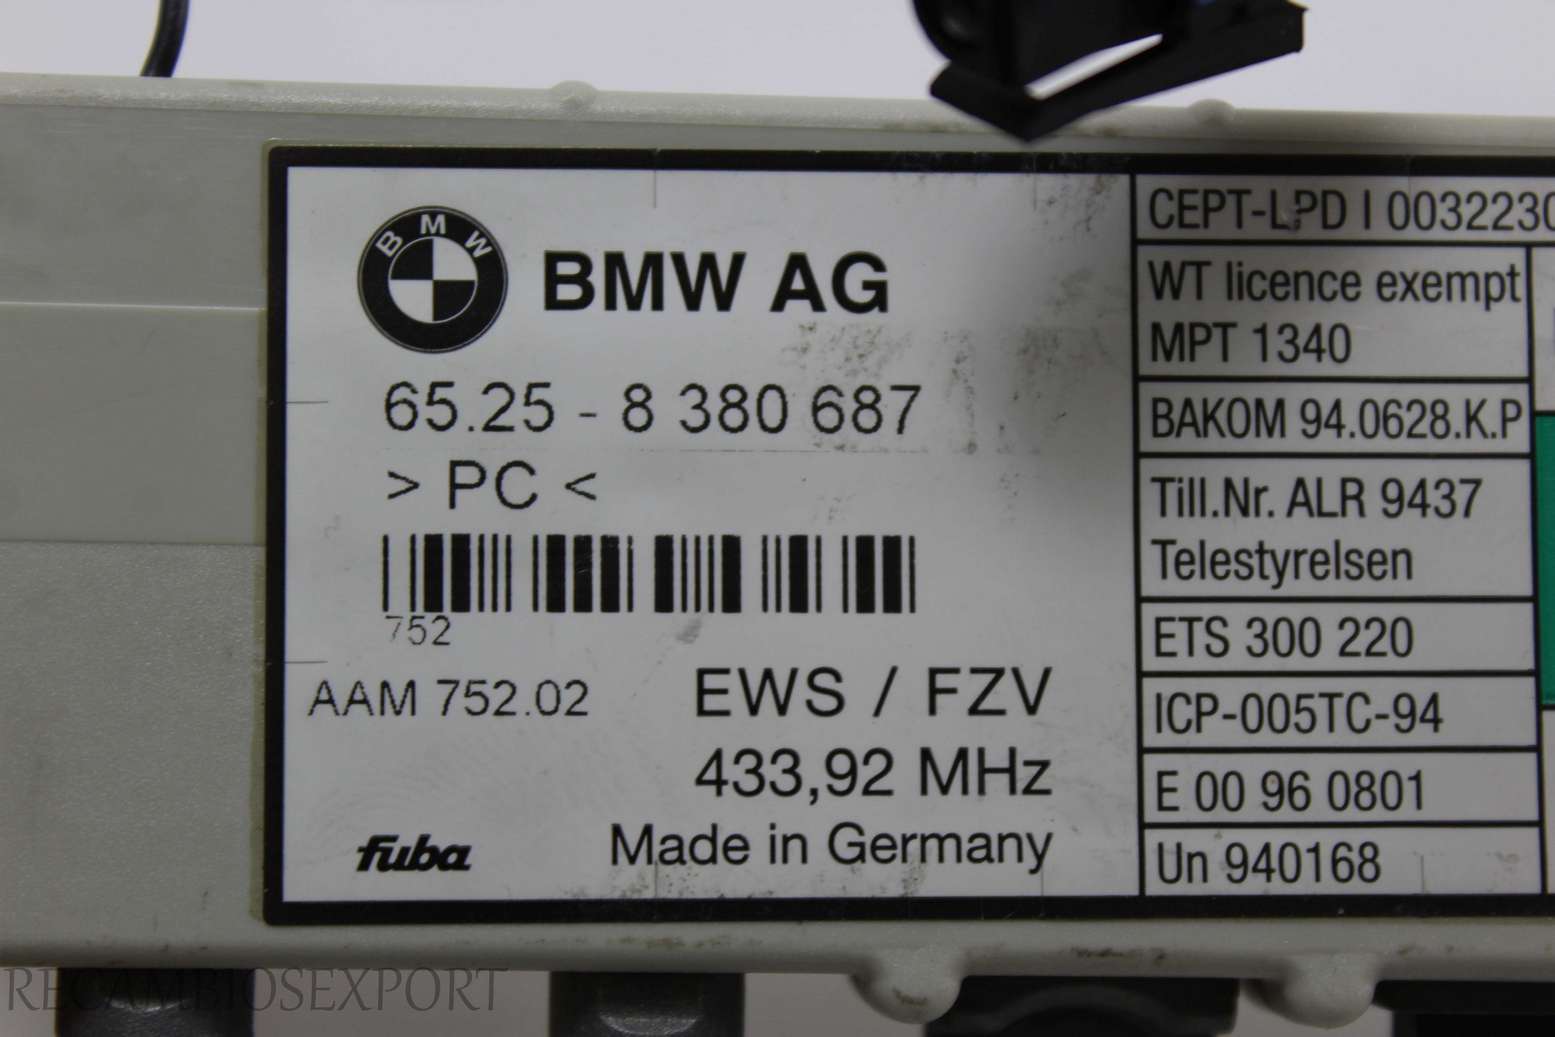 BMW
BMW AG
65.25 - 8 380 687
> PC <
752
AAM 752.02
EWS / FZV
433,92 MHz
fuba
Made in Germany
CEPT-LPD I 0032230
WT licence exempt
MPT 1340
BAKOM 94.0628.K.P
Till.Nr. ALR 9437
Telestyrelsen
ETS 300 220
ICP-005TC-94
E 00 96 0801
Un 940168
RECAMBIOSEXPORT